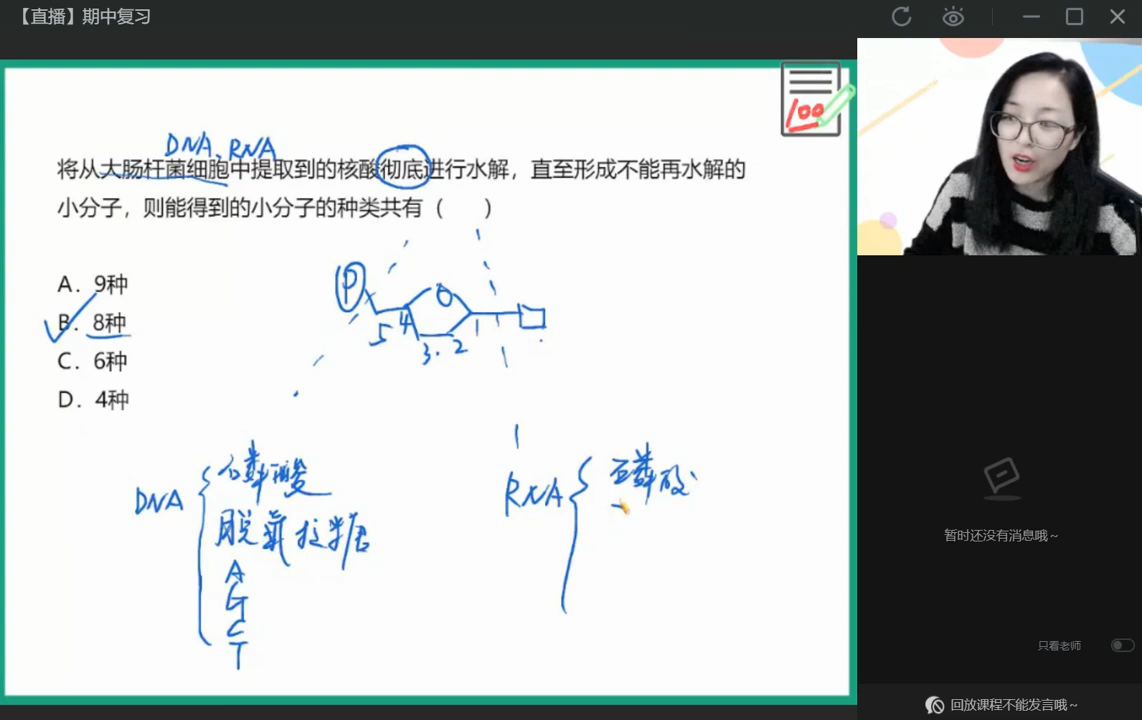 【直播】期中复习
100
DNA、RNA
将从大肠杆菌细胞中提取到的核酸彻底进行水解，直至形成不能再水解的
小分子，则能得到的小分子的种类共有（　　）
A．9种
B．8种
C．6种
D．4种
P
O
5 4 3 2 1
DNA
磷酸
脱氧核糖
A
G
C
T
RNA
磷酸
暂时还没有消息哦～
只看老师
回放课程不能发言哦～